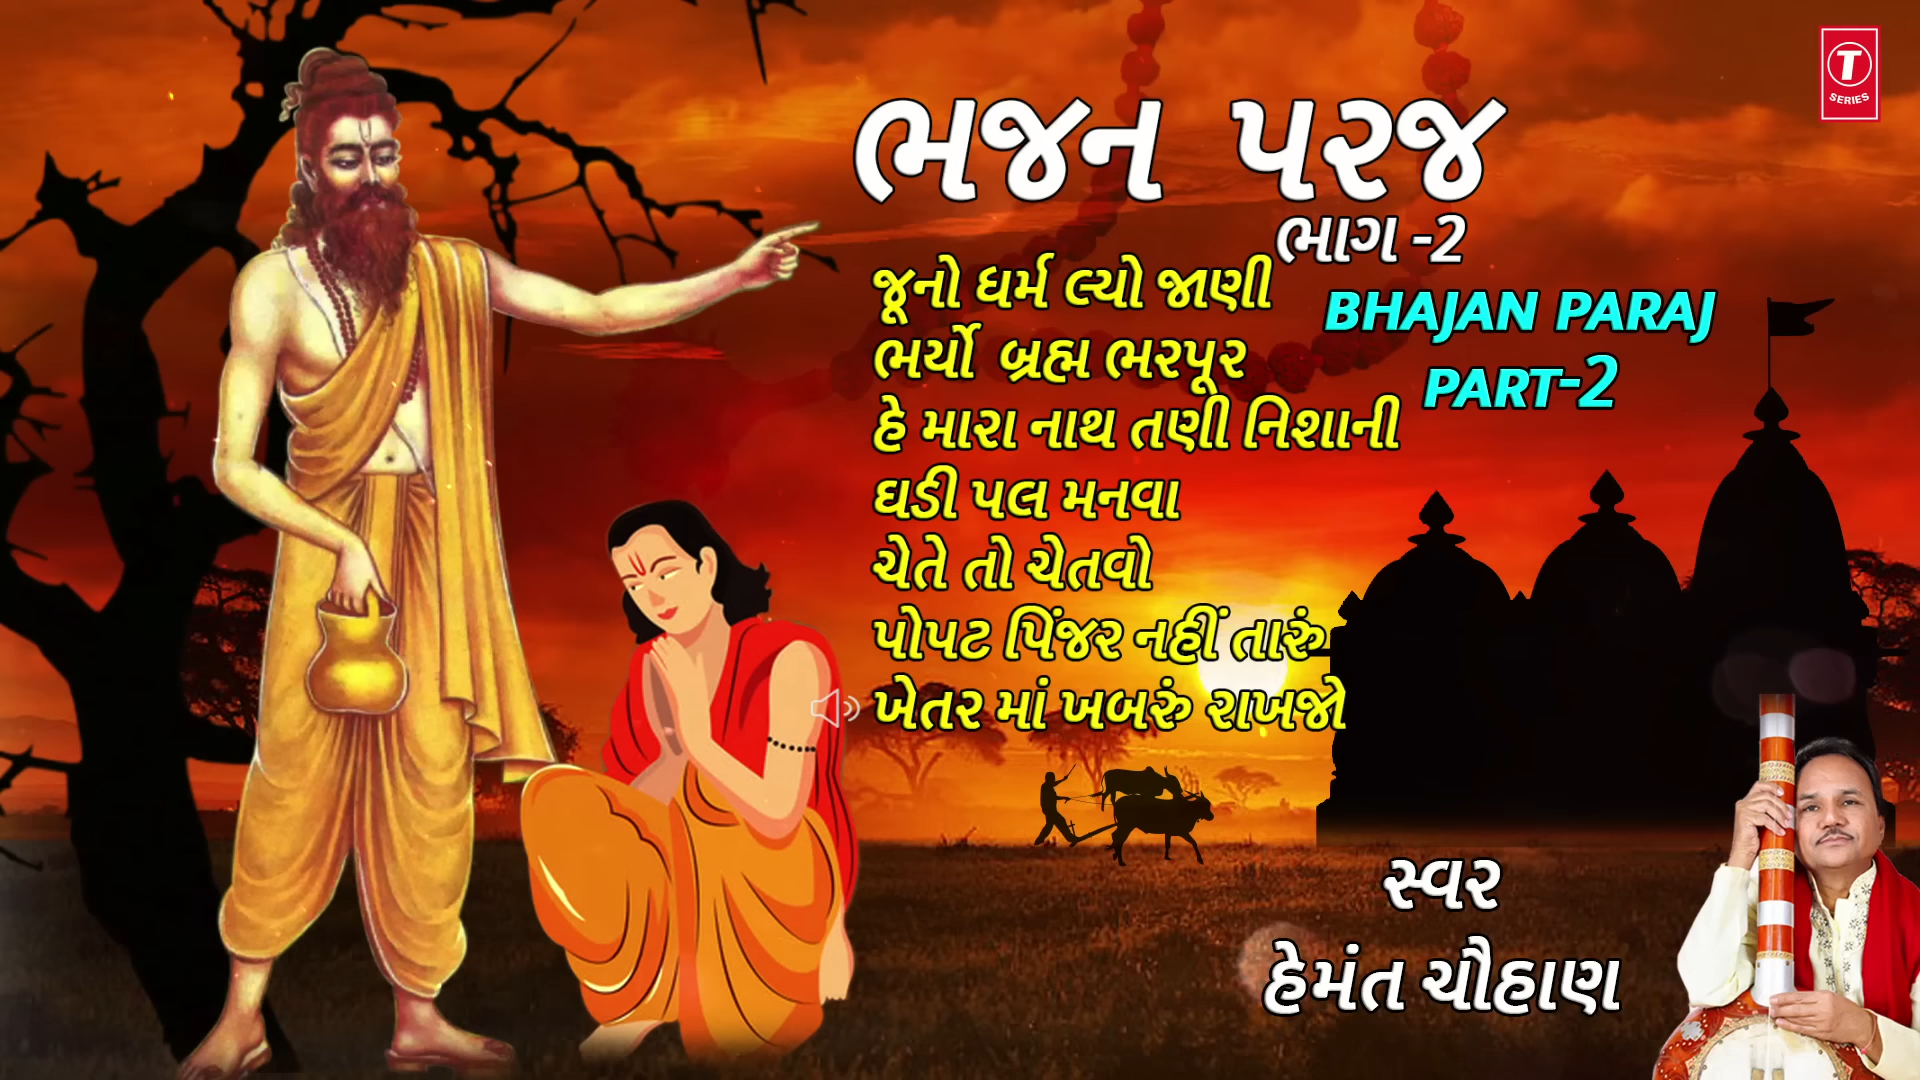 T
SERIES
ભજન પરજ
ભાગ -2
BHAJAN PARAJ
PART-2
જૂનો ધર્મ લ્યો જાણી
ભર્યો બ્રહ્મ ભરપૂર
હે મારા નાથ તણી નિશાની
ઘડી પલ મનવા
ચેતે તો ચેતવો
પોપટ પિંજર નહીં તારું
ખેતર માં ખબરું રાખજો
સ્વર
હેમંત ચૌહાણ